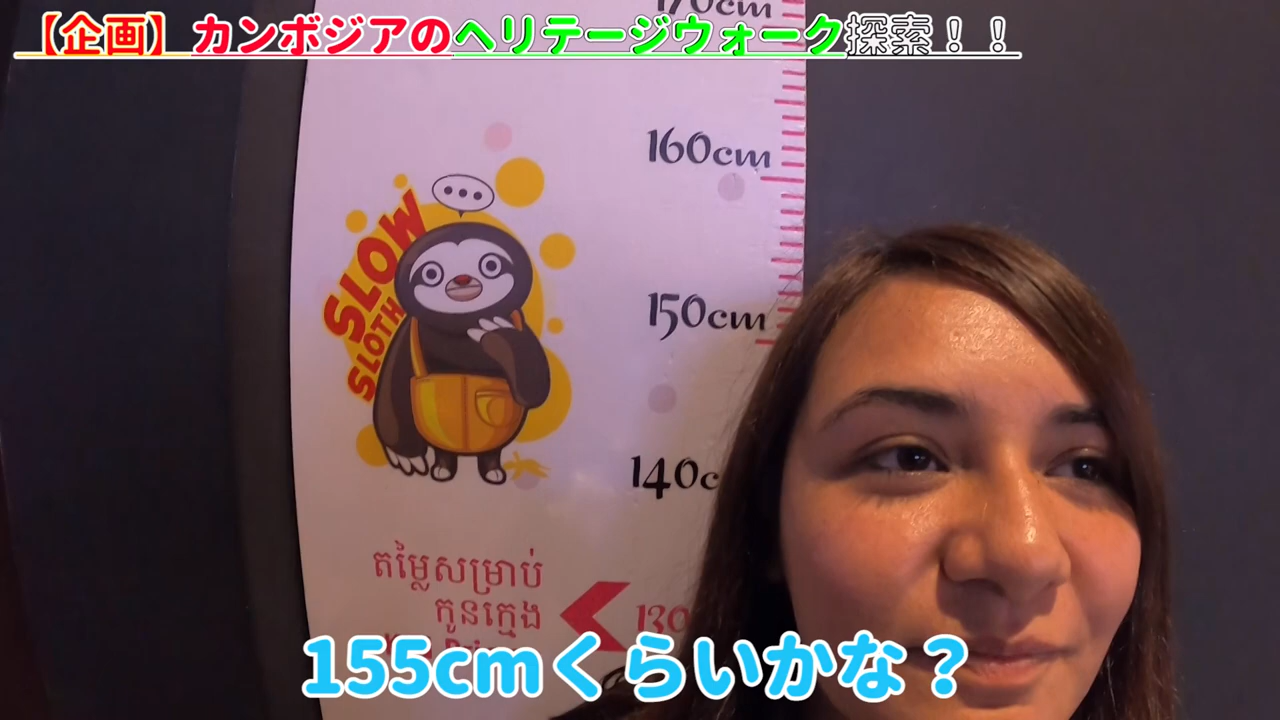 【企画】カンボジアのヘリテージウォーク探索！！
170cm
160cm
SLOW
SLOTH
150cm
140c
តម្លៃសម្រាប់
កូនក្មេង
130
155cmくらいかな？